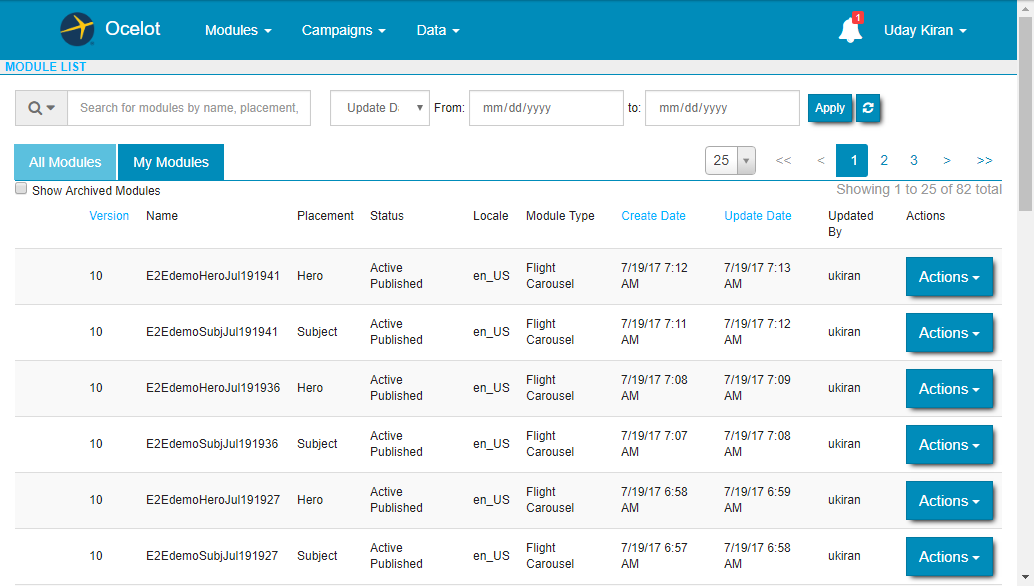 Ocelot Modules Campaigns Data 1 Uday Kiran
MODULE LIST
Search for modules by name, placement, Update Da From: mm/dd/yyyy to: mm/dd/yyyy Apply
All Modules My Modules 25 << < 1 2 3 > >>
Show Archived Modules Showing 1 to 25 of 82 total
Version Name Placement Status Locale Module Type Create Date Update Date Updated Actions
By
10 E2EdemoHeroJul191941 Hero Active en_US Flight 7/19/17 7:12 7/19/17 7:13 ukiran Actions
Published Carousel AM AM
10 E2EdemoSubjJul191941 Subject Active en_US Flight 7/19/17 7:11 7/19/17 7:12 ukiran Actions
Published Carousel AM AM
10 E2EdemoHeroJul191936 Hero Active en_US Flight 7/19/17 7:08 7/19/17 7:09 ukiran Actions
Published Carousel AM AM
10 E2EdemoSubjJul191936 Subject Active en_US Flight 7/19/17 7:07 7/19/17 7:08 ukiran Actions
Published Carousel AM AM
10 E2EdemoHeroJul191927 Hero Active en_US Flight 7/19/17 6:58 7/19/17 6:59 ukiran Actions
Published Carousel AM AM
10 E2EdemoSubjJul191927 Subject Active en_US Flight 7/19/17 6:57 7/19/17 6:58 ukiran Actions
Published Carousel AM AM